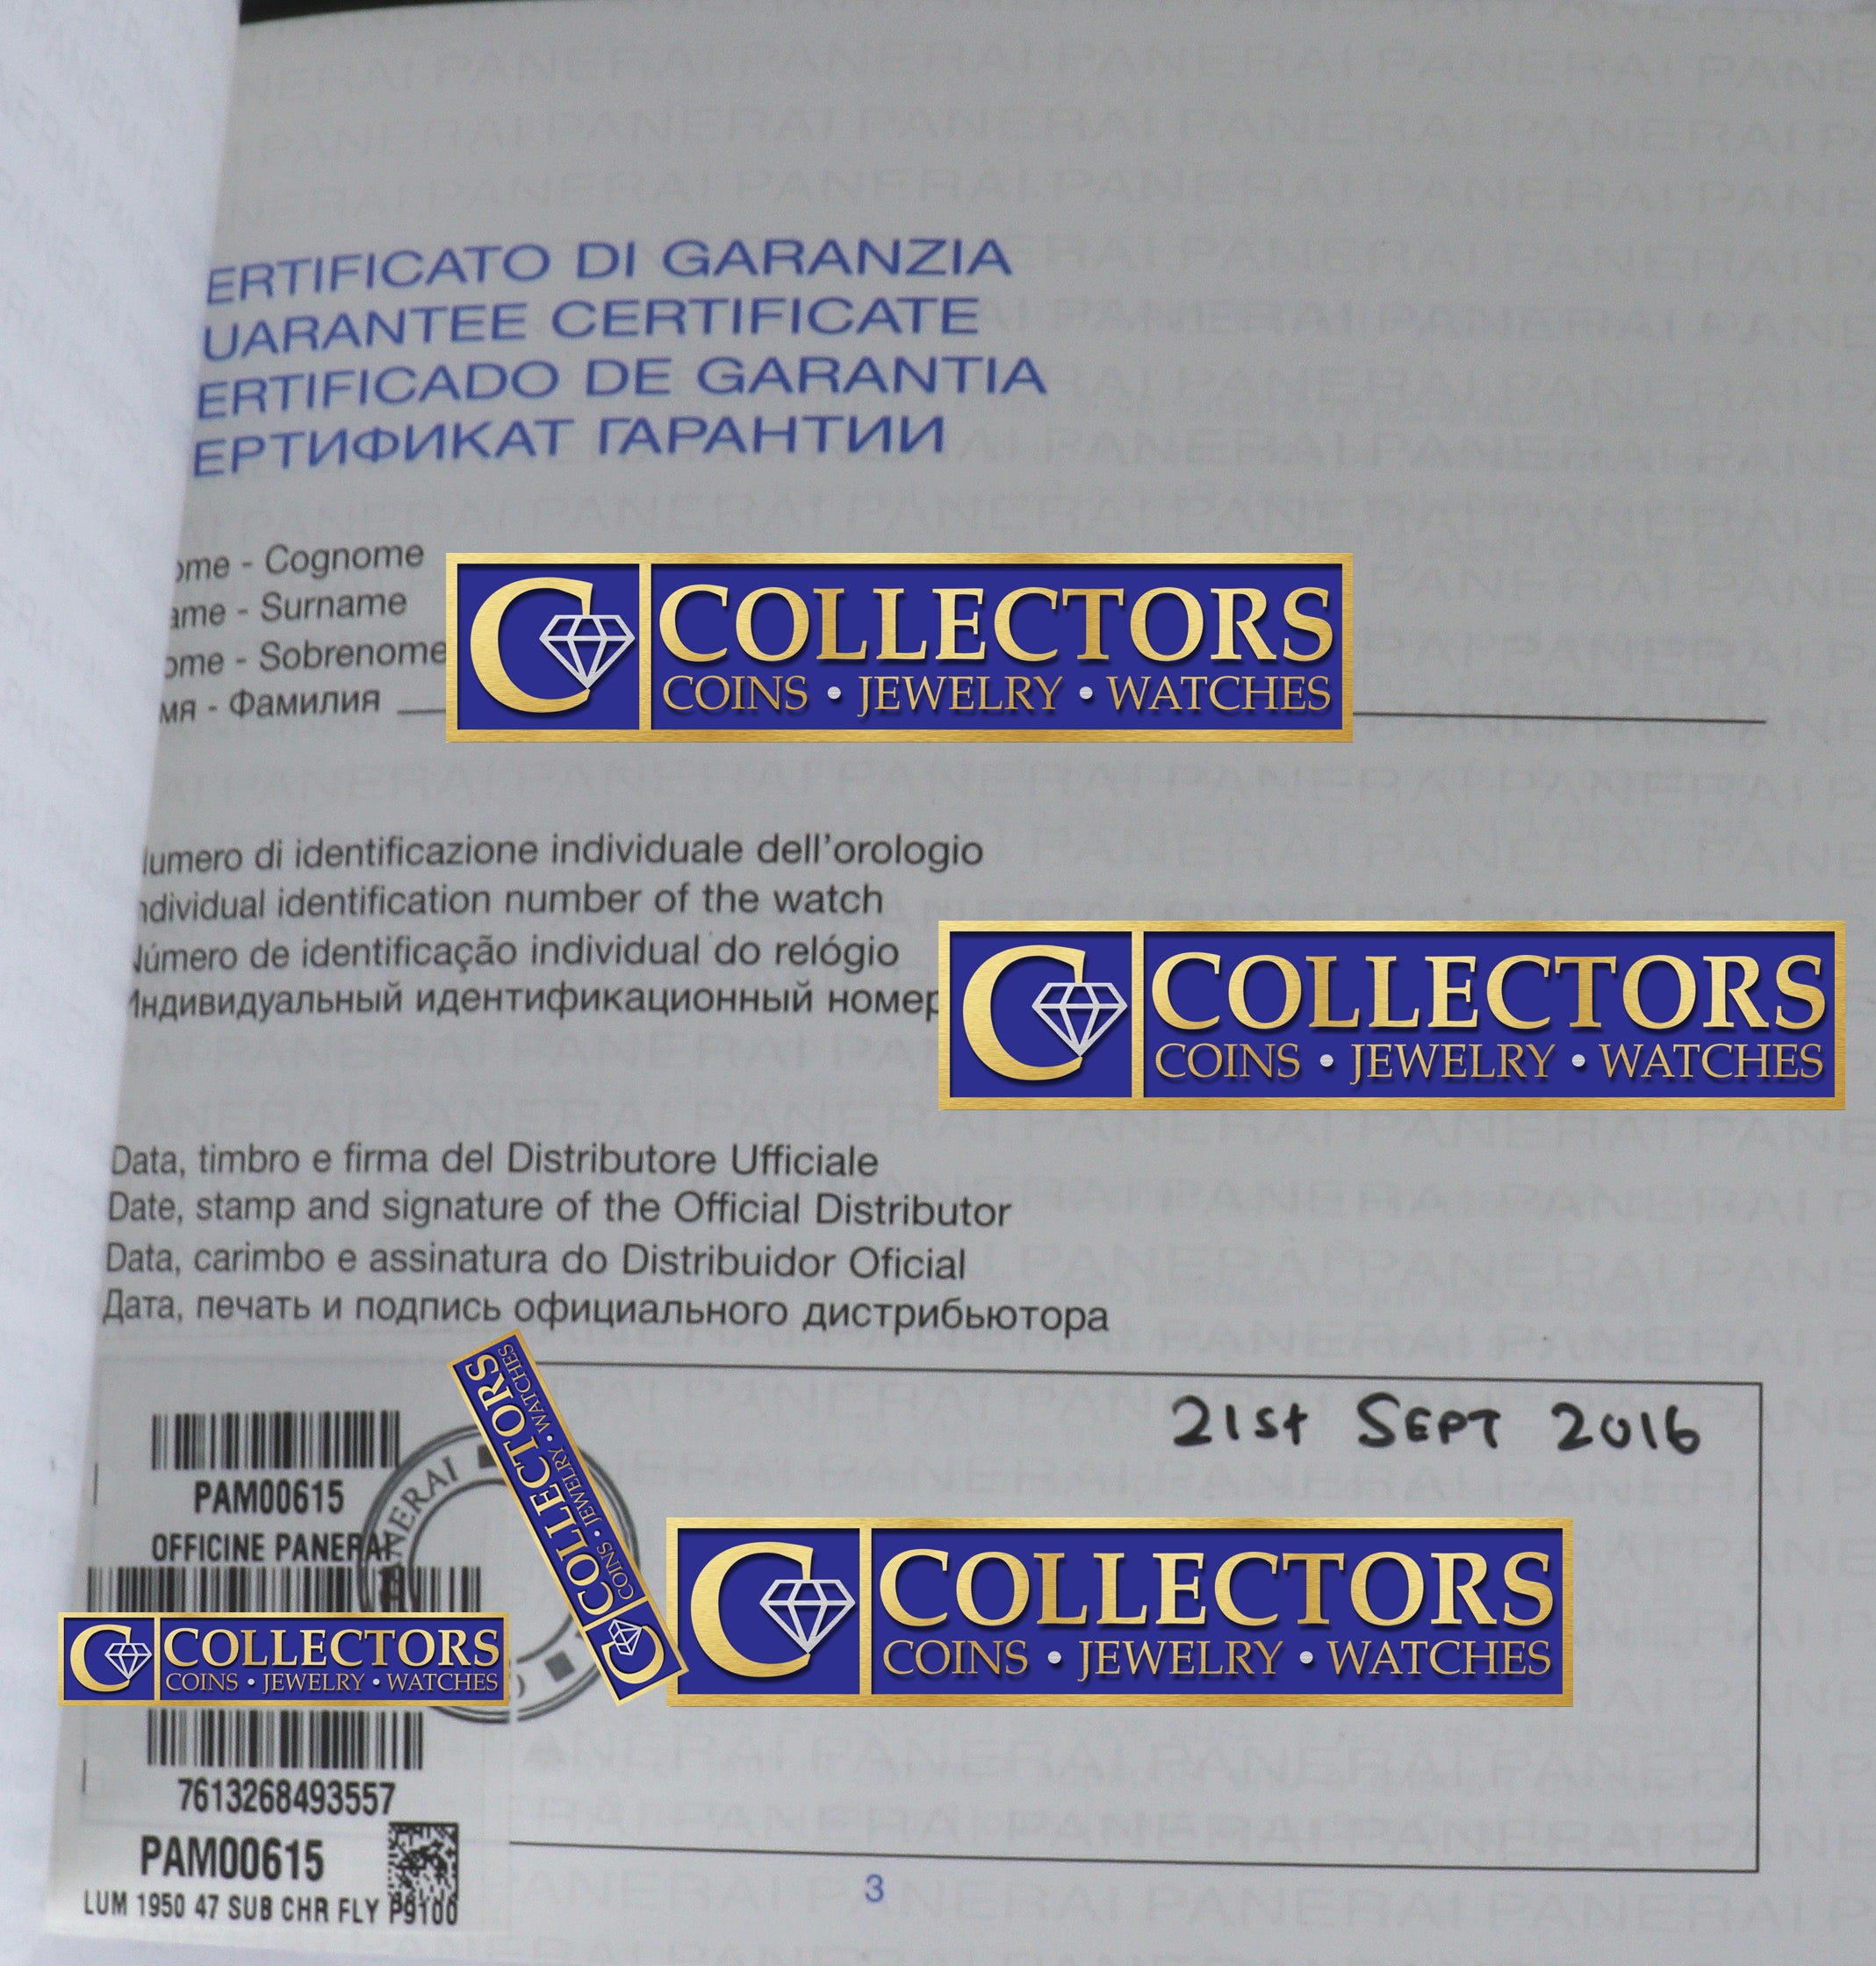 ERTIFICATO DI GARANZIA
UARANTEE CERTIFICATE
ERTIFICADO DE GARANTIA
ЕРТИФИКАТ ГАРАНТИИ
ome - Cognome
ame - Surname
ome - Sobrenome
мя - Фамилия
COLLECTORS
COINS • JEWELRY • WATCHES
umero di identificazione individuale dell'orologio
ndividual identification number of the watch
Número de identificação individual do relógio
Индивидуальный идентификационный номер
COLLECTORS
COINS • JEWELRY • WATCHES
Data, timbro e firma del Distributore Ufficiale
Date, stamp and signature of the Official Distributor
Data, carimbo e assinatura do Distribuidor Oficial
Дата, печать и подпись официального дистрибьютора
21st SEPT 2016
PAM00615
OFFICINE PANERAI
NERAI
COLLECTORS
COINS • JEWELRY • WATCHES
COLLECTORS
COINS • JEWELRY • WATCHES
COLLECTORS
COINS • JEWELRY • WATCHES
7613268493557
PAM00615
LUM 1950 47 SUB CHR FLY P9100
3